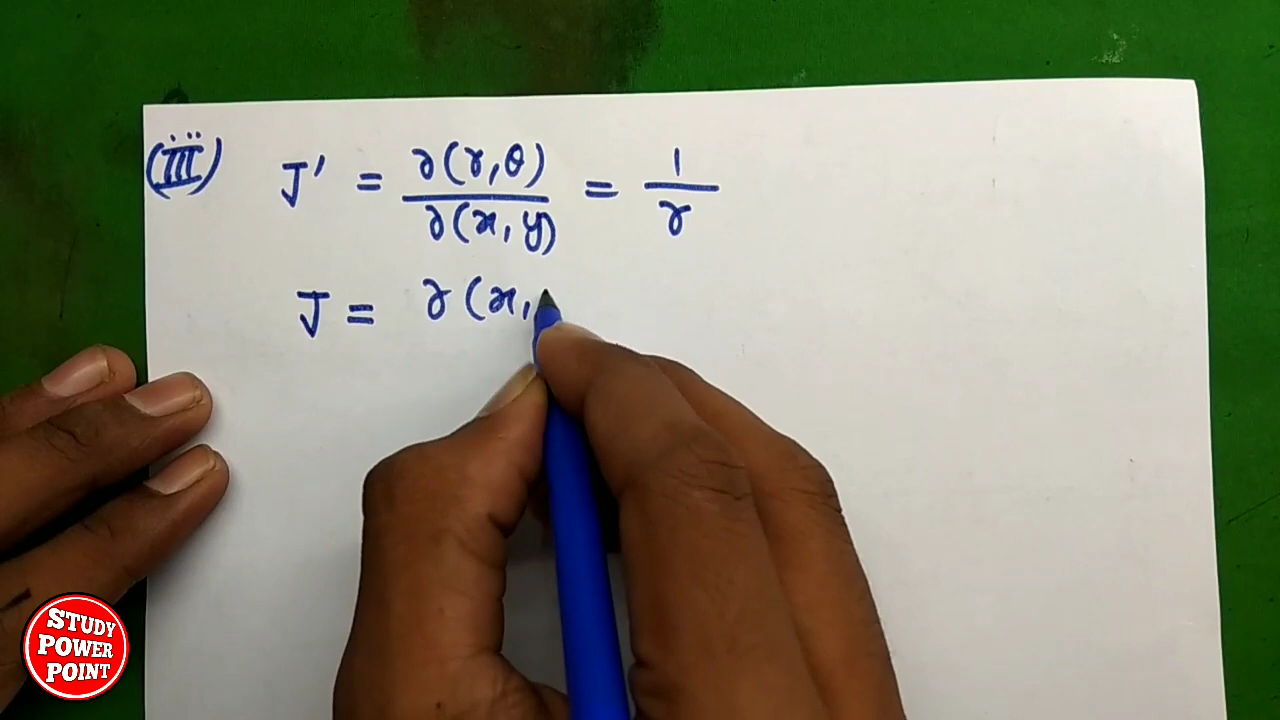 (III) J' = ∂(r,θ)/∂(x,y) = 1/r
J = ∂(x,
STUDY
POWER
POINT